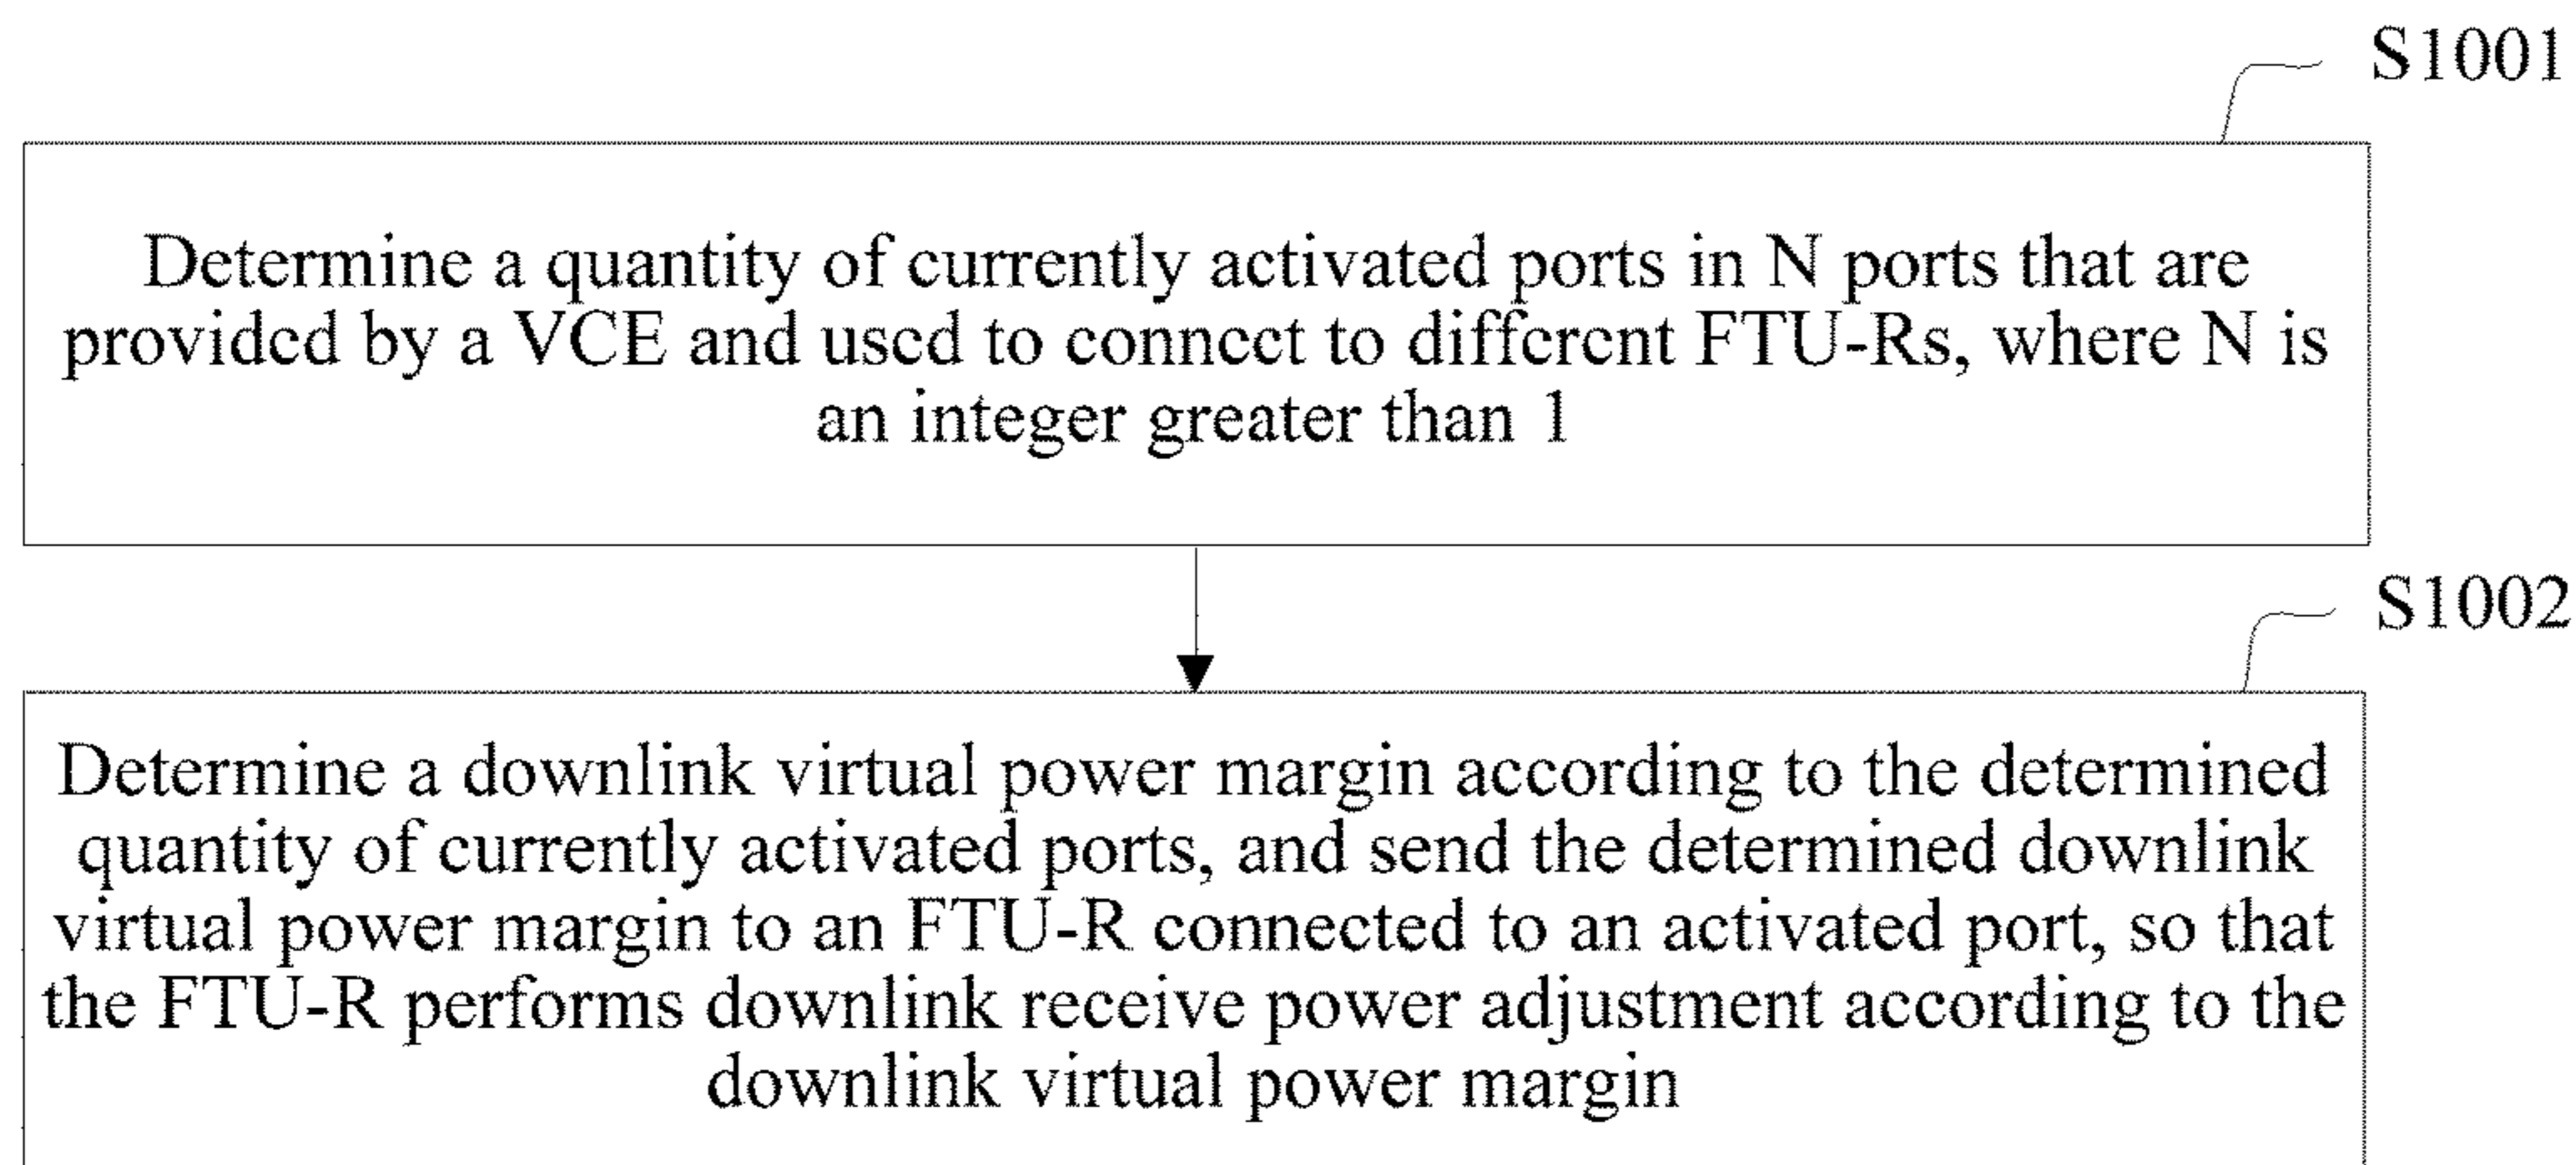 S1001
Determine a quantity of currently activated ports in N ports that are
provided by a VCE and used to connect to different FTU-Rs, where N is
an integer greater than 1
S1002
Determine a downlink virtual power margin according to the determined
quantity of currently activated ports, and send the determined downlink
virtual power margin to an FTU-R connected to an activated port, so that
the FTU-R performs downlink receive power adjustment according to the
downlink virtual power margin